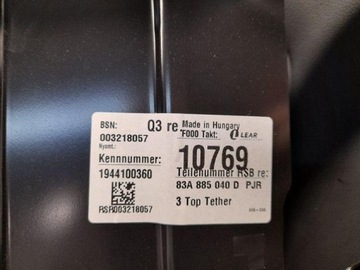 BSN: Q3 re. Made in Hungary
003218057 F000 Takt: LEAR
Nyomt.:
Kennnummer: 10769
1944100360 Teilenummer RSB re:
83A 885 040 D PJR
RSR003218057 3 Top Tether